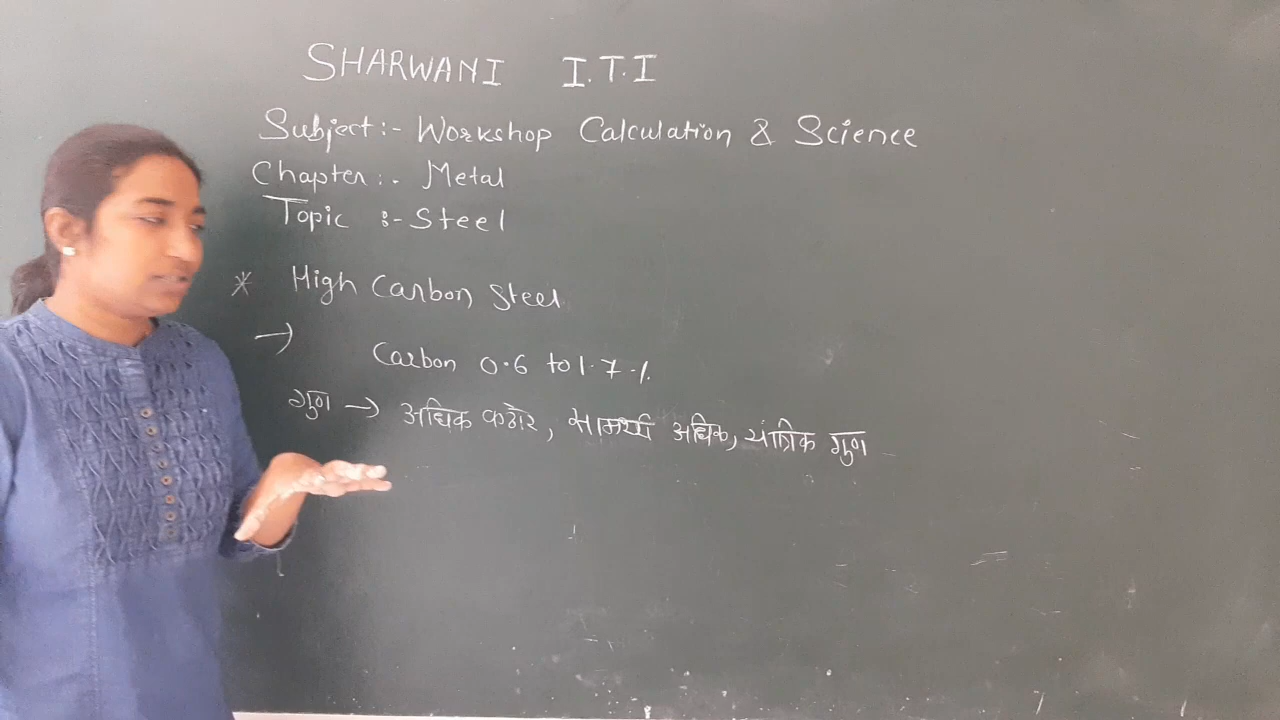 SHARWANI I.T.I
Subject:- Workshop Calculation & Science
Chapter:- Metal
Topic :- Steel
* High Carbon Steel
→ Carbon 0.6 to 1.7 %
गुण → अधिक कठोर, सामर्थ्य अधिक, यांत्रिक गुण